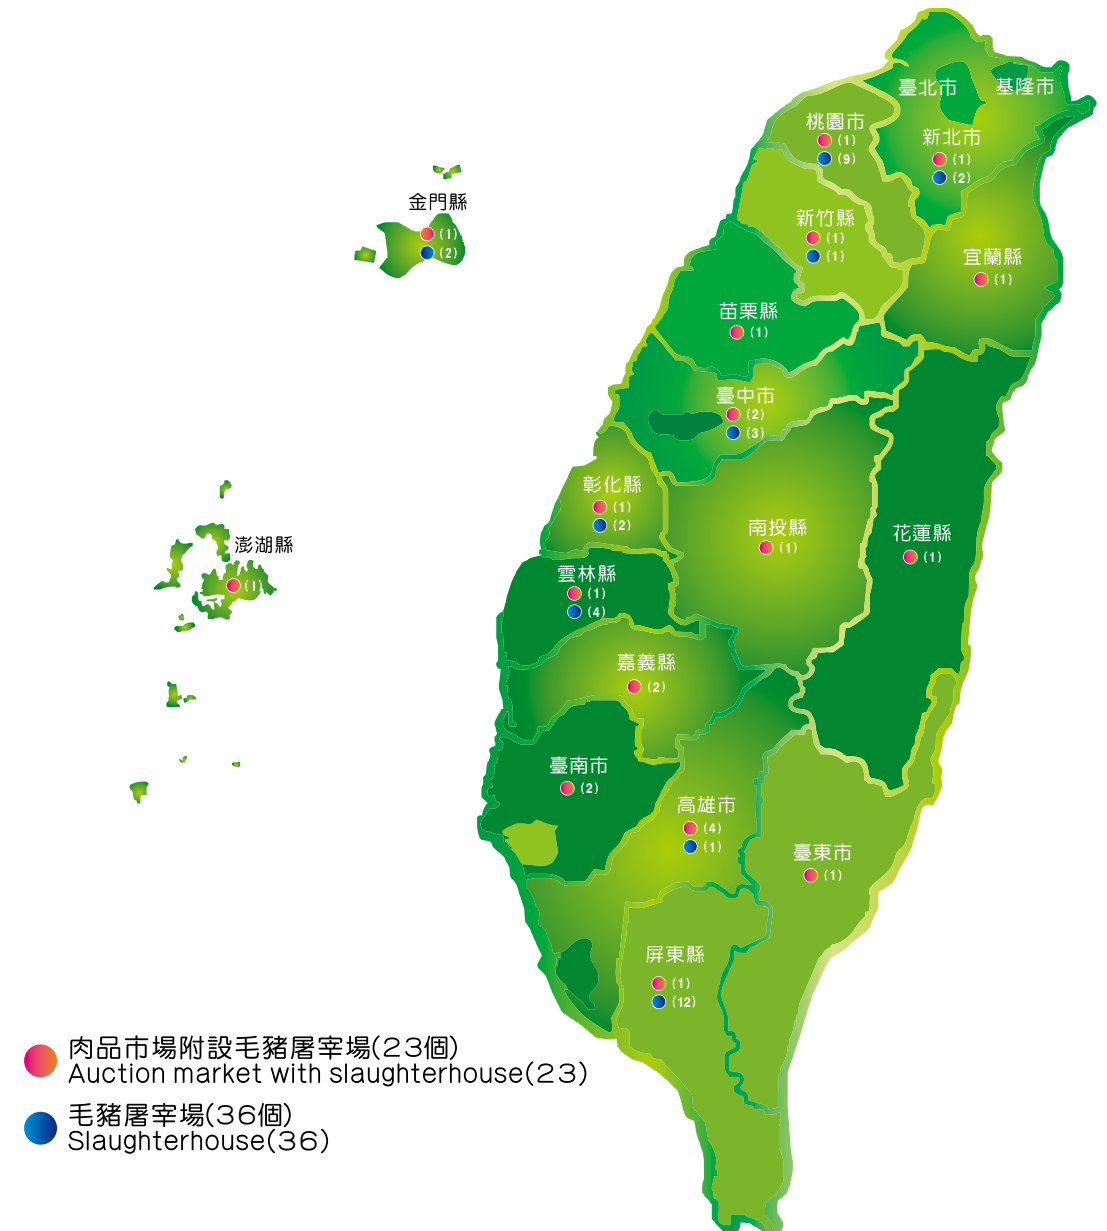 臺北市
基隆市
桃園市
(1)
(9)
新北市
(1)
(2)
金門縣
(1)
(2)
新竹縣
(1)
(1)
宜蘭縣
(1)
苗栗縣
(1)
臺中市
(2)
(3)
彰化縣
(1)
(2)
南投縣
(1)
花蓮縣
(1)
澎湖縣
(1)
雲林縣
(1)
(4)
嘉義縣
(2)
臺南市
(2)
高雄市
(4)
(1)
臺東市
(1)
屏東縣
(1)
(12)
肉品市場附設毛豬屠宰場(23個)
Auction market with slaughterhouse(23)
毛豬屠宰場(36個)
Slaughterhouse(36)